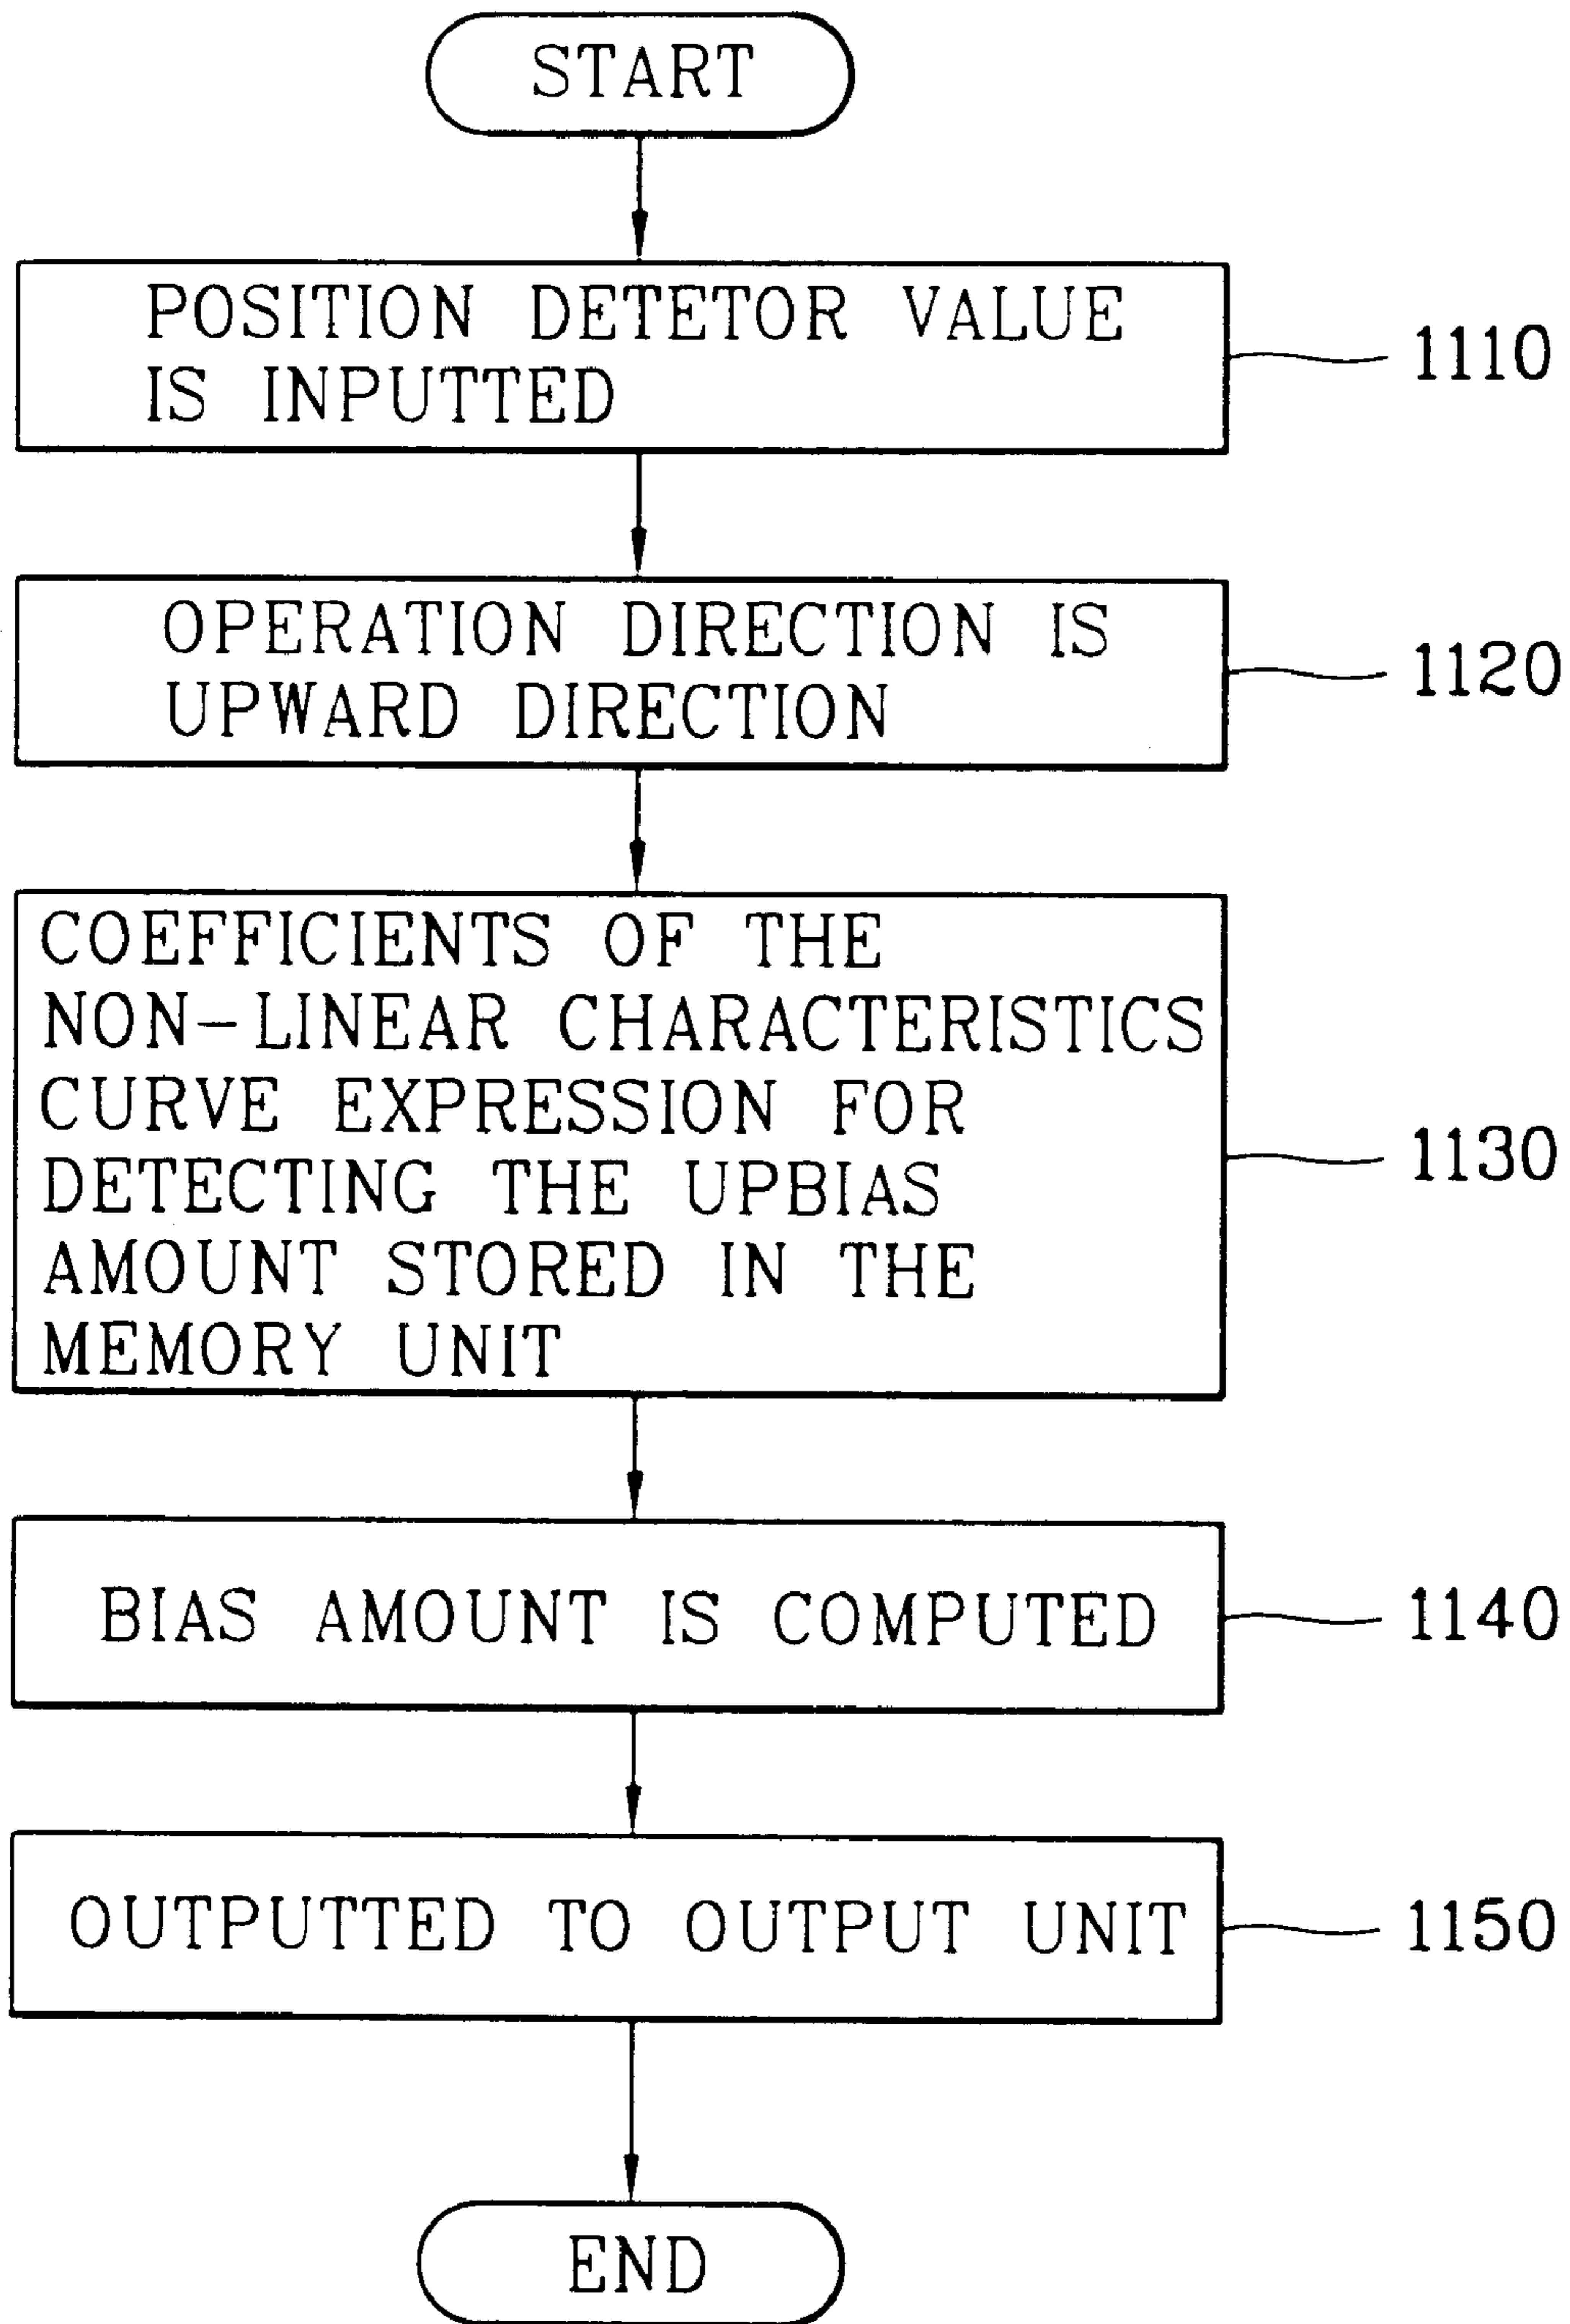 START
POSITION DETETOR VALUE
IS INPUTTED
1110
OPERATION DIRECTION IS
UPWARD DIRECTION
1120
COEFFICIENTS OF THE
NON-LINEAR CHARACTERISTICS
CURVE EXPRESSION FOR
DETECTING THE UPBIAS
AMOUNT STORED IN THE
MEMORY UNIT
1130
BIAS AMOUNT IS COMPUTED
1140
OUTPUTTED TO OUTPUT UNIT
1150
END